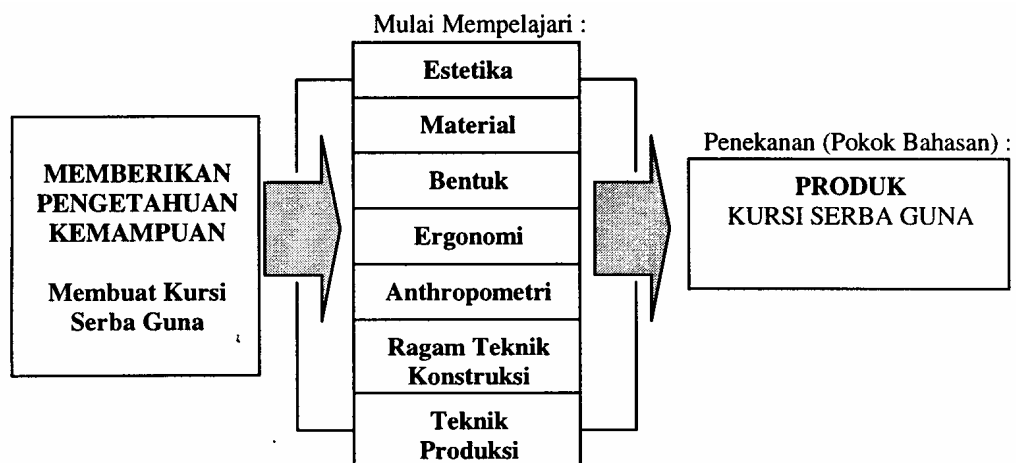 MEMBERIKAN
PENGETAHUAN
KEMAMPUAN
Membuat Kursi
Serba Guna
Mulai Mempelajari :
Estetika
Material
Bentuk
Ergonomi
Anthropometri
Ragam Teknik
Konstruksi
Teknik
Produksi
Penekanan (Pokok Bahasan) :
PRODUK
KURSI SERBA GUNA